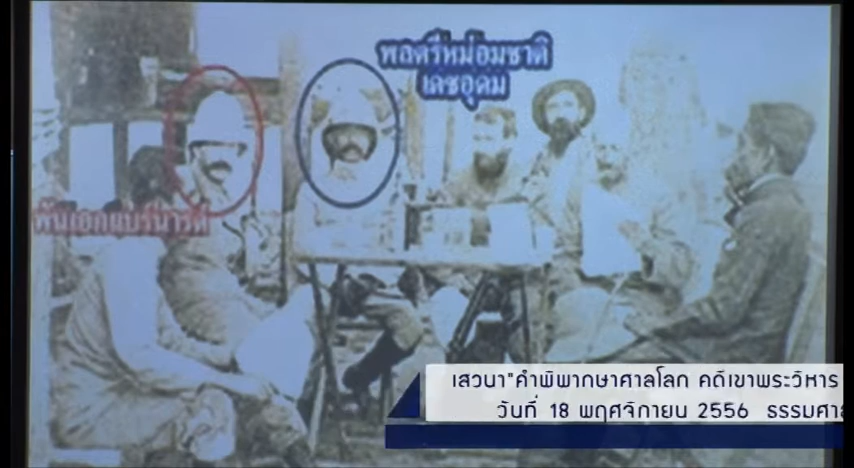 พลตรีหม่อมชาติ
เดชอุดม
พันเอกแบร์นาร์ด
เสวนา"คำพิพากษาศาลโลก คดีเขาพระวิหาร
วันที่ 18 พฤศจิกายน 2556 ธรรมศา